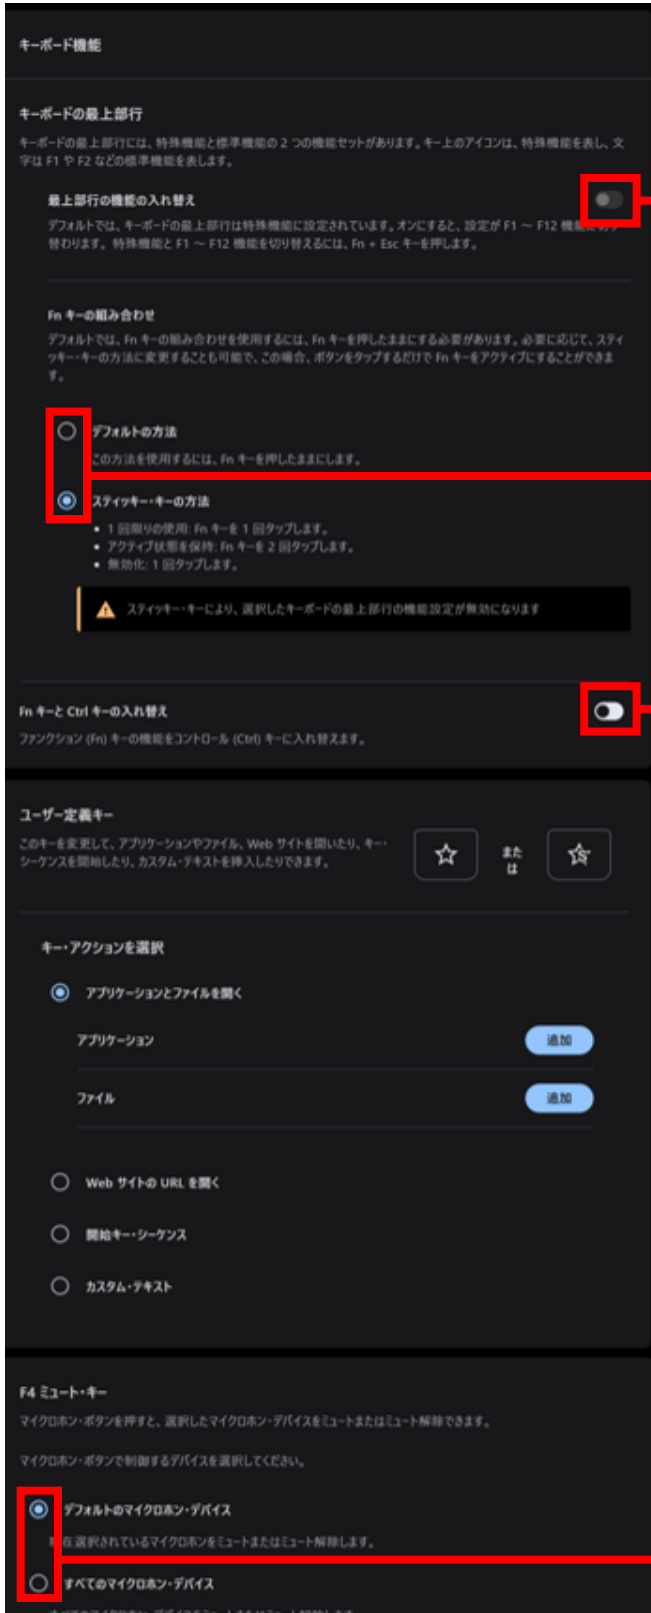 キーボード機能
キーボードの最上部行
キーボードの最上部行には、特殊機能と標準機能の 2 つの機能セットがあります。キー上のアイコンは、特殊機能を表し、文
字は F1 や F2 などの標準機能を表します。
最上部行の機能の入れ替え
デフォルトでは、キーボードの最上部行は特殊機能に設定されています。オンにすると、設定が F1 ～ F12 機能に切り
替わります。特殊機能と F1 ～ F12 機能を切り替えるには、Fn + Esc キーを押します。
Fn キーの組み合わせ
デフォルトでは、Fn キーの組み合わせを使用するには、Fn キーを押したままにする必要があります。必要に応じて、スティ
ッキー・キーの方法に変更することも可能で、この場合、ボタンをタップするだけで Fn キーをアクティブにすることができま
す。
デフォルトの方法
この方法を使用するには、Fn キーを押したままにします。
スティッキー・キーの方法
• 1 回限りの使用: Fn キーを 1 回タップします。
• アクティブ状態を保持: Fn キーを 2 回タップします。
• 無効化: 1 回タップします。
スティッキー・キーにより、選択したキーボードの最上部行の機能設定が無効になります
Fn キーと Ctrl キーの入れ替え
ファンクション (Fn) キーの機能をコントロール (Ctrl) キーに入れ替えます。
ユーザー定義キー
このキーを変更して、アプリケーションやファイル、Web サイトを開いたり、キー・
シーケンスを開始したり、カスタム・テキストを挿入したりできます。
また
は
S
キー・アクションを選択
アプリケーションとファイルを開く
アプリケーション
追加
ファイル
追加
Web サイトの URL を開く
開始キー・シーケンス
カスタム・テキスト
F4 ミュート・キー
マイクロホン・ボタンを押すと、選択したマイクロホン・デバイスをミュートまたはミュート解除できます。
マイクロホン・ボタンで制御するデバイスを選択してください。
デフォルトのマイクロホン・デバイス
在選択されているマイクロホンをミュートまたはミュート解除します。
すべてのマイクロホン・デバイス